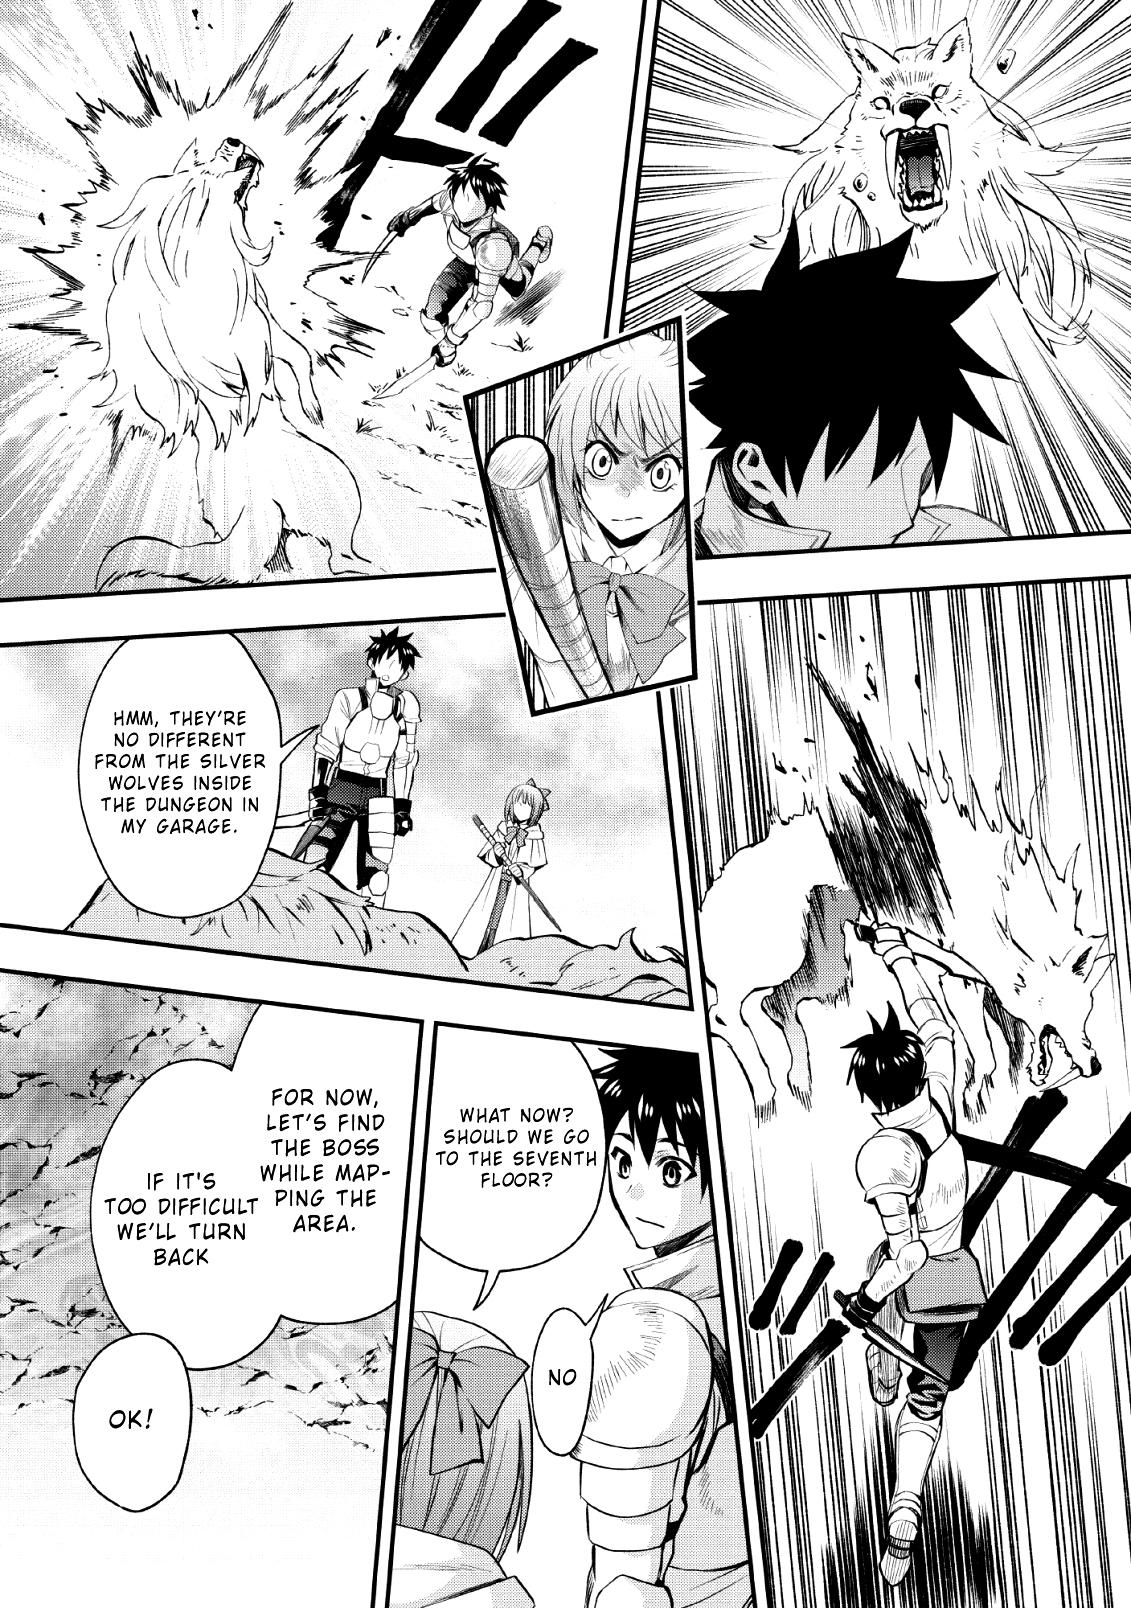 HMM, THEY'RE
NO DIFFERENT
FROM THE SILVER
WOLVES INSIDE
THE DUNGEON IN
MY GARAGE.
WHAT NOW?
SHOULD WE GO
TO THE SEVENTH
FLOOR?
NO
FOR NOW,
LET'S FIND
THE BOSS
WHILE MAP-
PING THE
AREA.
IF IT'S
TOO DIFFICULT
WE'LL TURN
BACK
OK!